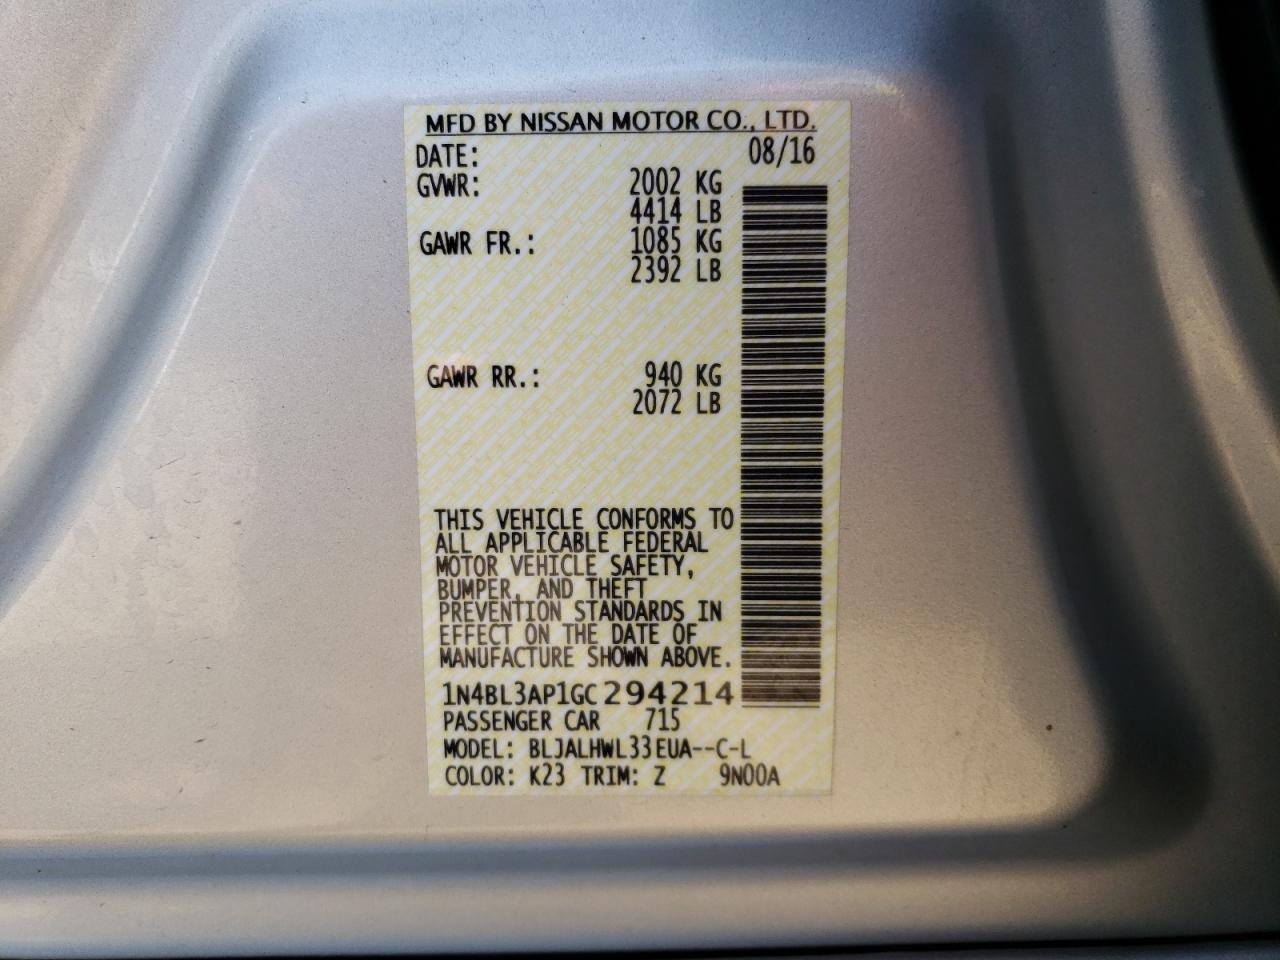 MFD BY NISSAN MOTOR CO., LTD.
DATE: 08/16
GVWR: 2002 KG
4414 LB
GAWR FR.: 1085 KG
2392 LB
GAWR RR.: 940 KG
2072 LB
THIS VEHICLE CONFORMS TO
ALL APPLICABLE FEDERAL
MOTOR VEHICLE SAFETY,
BUMPER, AND THEFT
PREVENTION STANDARDS IN
EFFECT ON THE DATE OF
MANUFACTURE SHOWN ABOVE.
1N4BL3AP1GC294214
PASSENGER CAR 715
MODEL: BLJALHWL33EUA--C-L
COLOR: K23 TRIM: Z 9N00A